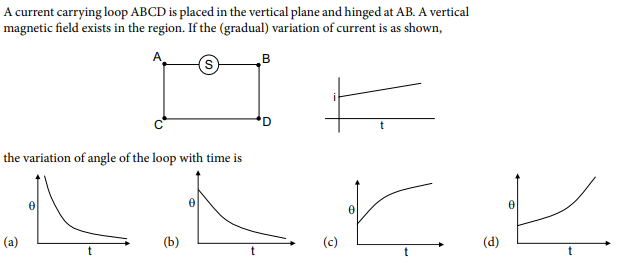 A current carrying loop ABCD is placed in the vertical plane and hinged at AB. A vertical
magnetic field exists in the region. If the (gradual) variation of current is as shown,
A S B
C D
i
t
the variation of angle of the loop with time is
(a) θ t
(b) θ t
(c) θ t
(d) θ t